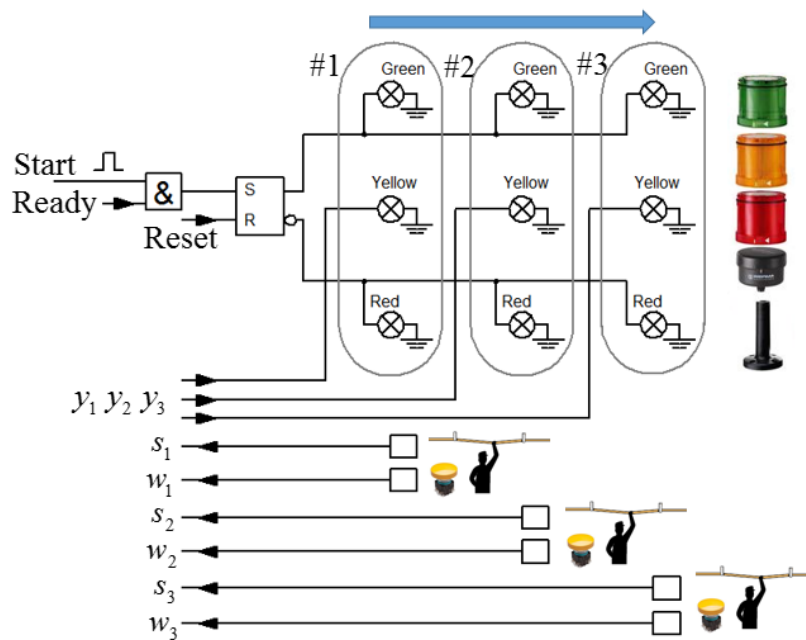 #1 #2 #3
Green Green Green
Start
&
S
Ready
Yellow Yellow Yellow
R
Reset
Red Red Red
y1 y2 y3
s1
w1
s2
w2
s3
w3